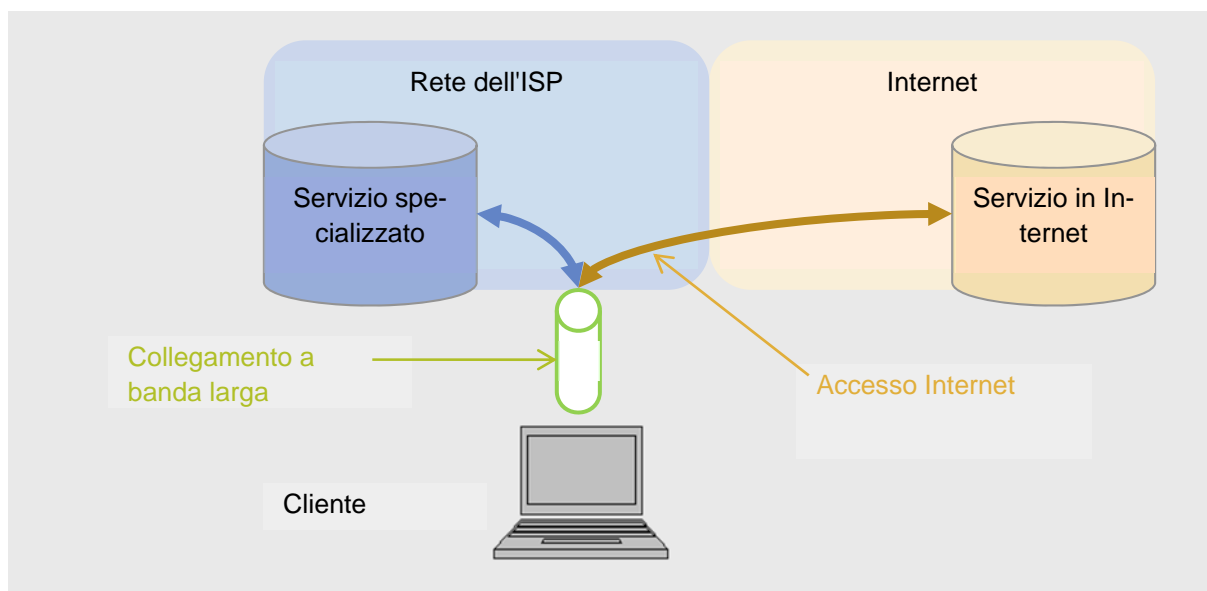 Rete dell'ISP
Internet
Servizio spe-
cializzato
Servizio in In-
ternet
Collegamento a
banda larga
Accesso Internet
Cliente